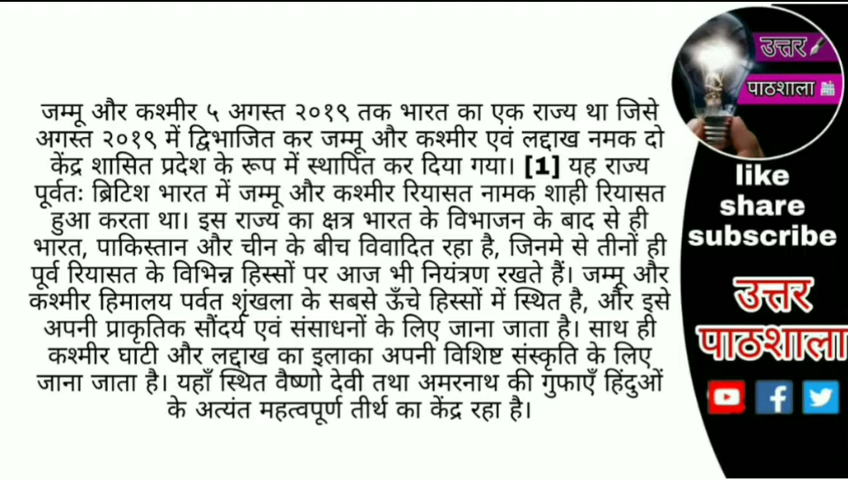 जम्मू और कश्मीर ५ अगस्त २०१९ तक भारत का एक राज्य था जिसे
अगस्त २०१९ में द्विभाजित कर जम्मू और कश्मीर एवं लद्दाख नमक दो
केंद्र शासित प्रदेश के रूप में स्थापित कर दिया गया। [1] यह राज्य
पूर्वतः ब्रिटिश भारत में जम्मू और कश्मीर रियासत नामक शाही रियासत
हुआ करता था। इस राज्य का क्षत्र भारत के विभाजन के बाद से ही
भारत, पाकिस्तान और चीन के बीच विवादित रहा है, जिनमे से तीनों ही
पूर्व रियासत के विभिन्न हिस्सों पर आज भी नियंत्रण रखते हैं। जम्मू और
कश्मीर हिमालय पर्वत शृंखला के सबसे ऊँचे हिस्सों में स्थित है, और इसे
अपनी प्राकृतिक सौंदर्य एवं संसाधनों के लिए जाना जाता है। साथ ही
कश्मीर घाटी और लद्दाख का इलाका अपनी विशिष्ट संस्कृति के लिए
जाना जाता है। यहाँ स्थित वैष्णो देवी तथा अमरनाथ की गुफाएँ हिंदुओं
के अत्यंत महत्वपूर्ण तीर्थ का केंद्र रहा है।
उत्तर
पाठशाला
like
share
subscribe
उत्तर
पाठशाला